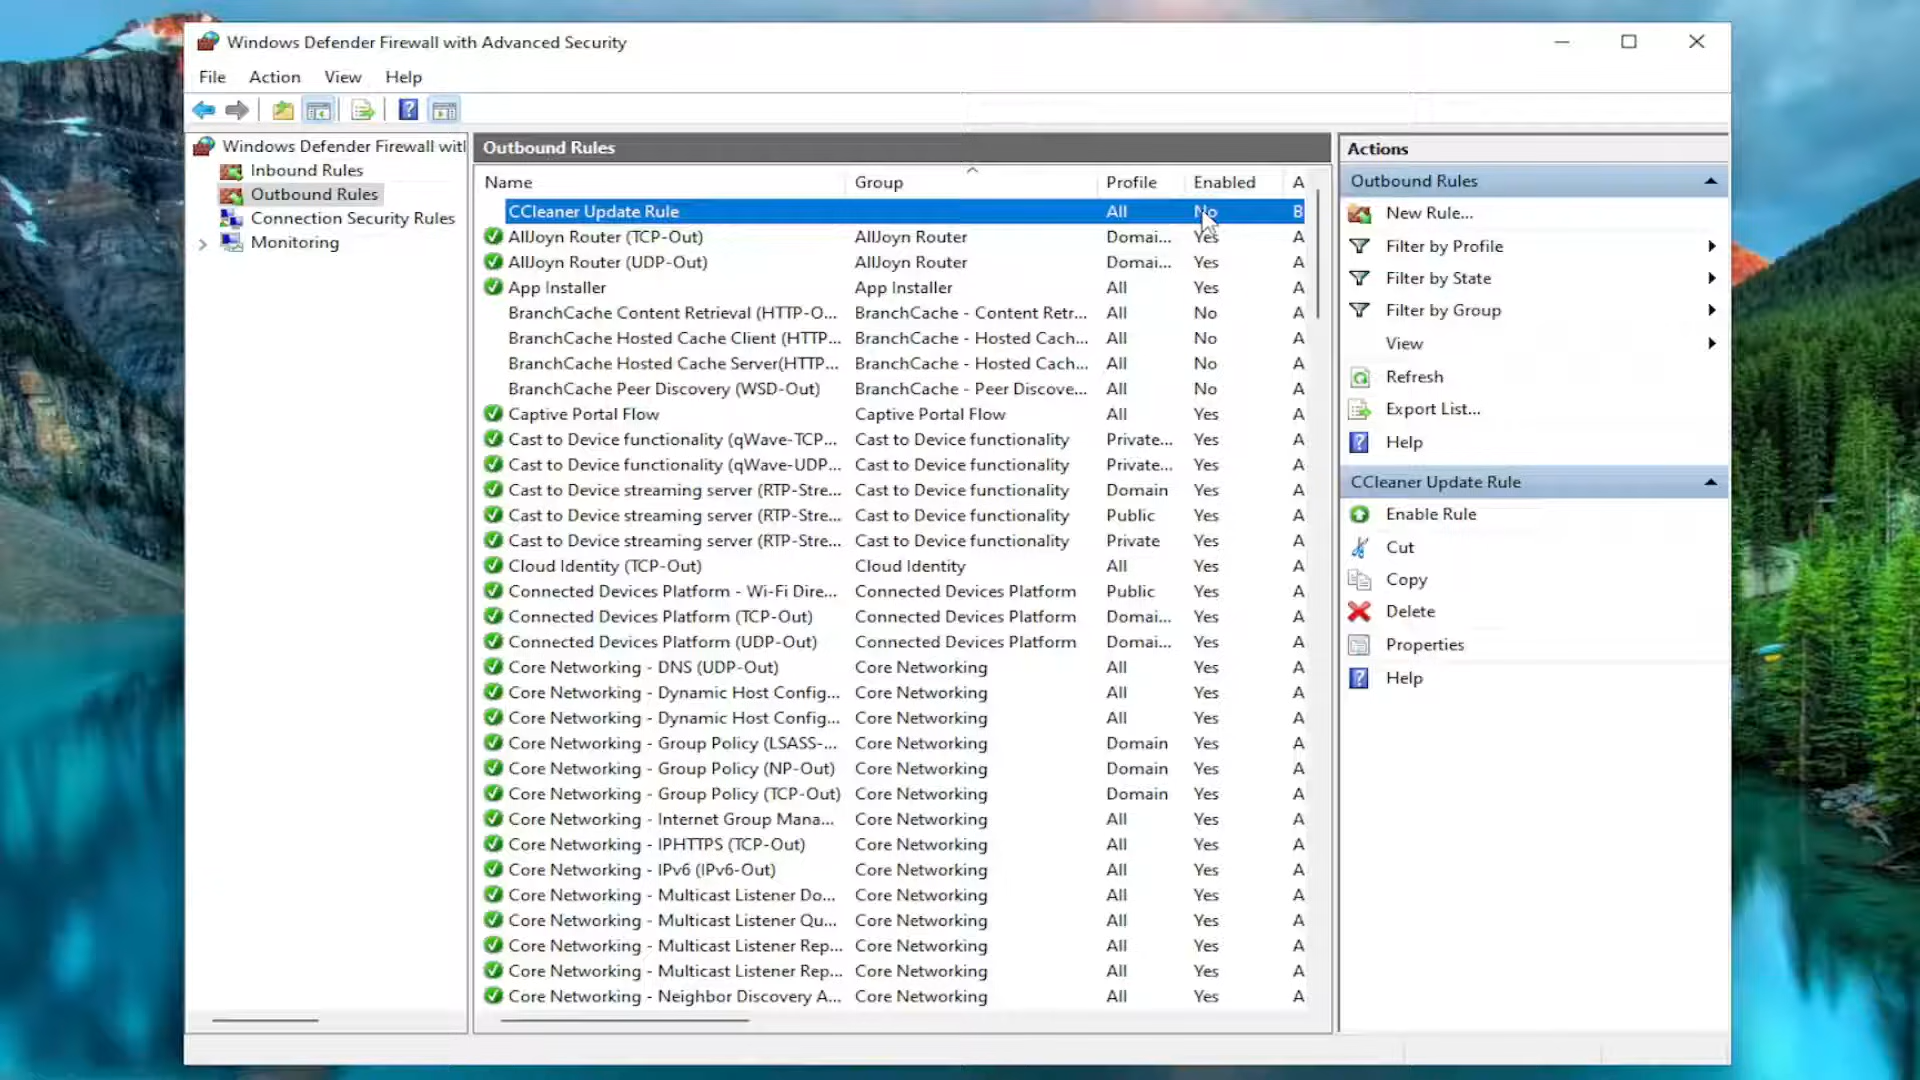 Windows Defender Firewall with Advanced Security
File Action View Help
Windows Defender Firewall witl
Inbound Rules
Outbound Rules
Connection Security Rules
Monitoring
Outbound Rules
Name Group Profile Enabled A
CCleaner Update Rule All No B
AllJoyn Router (TCP-Out) AllJoyn Router Domai... Yes A
AllJoyn Router (UDP-Out) AllJoyn Router Domai... Yes A
App Installer App Installer All Yes A
BranchCache Content Retrieval (HTTP-O... BranchCache - Content Retr... All No A
BranchCache Hosted Cache Client (HTTP... BranchCache - Hosted Cach... All No A
BranchCache Hosted Cache Server(HTTP... BranchCache - Hosted Cach... All No A
BranchCache Peer Discovery (WSD-Out) BranchCache - Peer Discove... All No A
Captive Portal Flow Captive Portal Flow All Yes A
Cast to Device functionality (qWave-TCP... Cast to Device functionality Private... Yes A
Cast to Device functionality (qWave-UDP... Cast to Device functionality Private... Yes A
Cast to Device streaming server (RTP-Stre... Cast to Device functionality Domain Yes A
Cast to Device streaming server (RTP-Stre... Cast to Device functionality Public Yes A
Cast to Device streaming server (RTP-Stre... Cast to Device functionality Private Yes A
Cloud Identity (TCP-Out) Cloud Identity All Yes A
Connected Devices Platform - Wi-Fi Dire... Connected Devices Platform Public Yes A
Connected Devices Platform (TCP-Out) Connected Devices Platform Domai... Yes A
Connected Devices Platform (UDP-Out) Connected Devices Platform Domai... Yes A
Core Networking - DNS (UDP-Out) Core Networking All Yes A
Core Networking - Dynamic Host Config... Core Networking All Yes A
Core Networking - Dynamic Host Config... Core Networking All Yes A
Core Networking - Group Policy (LSASS-... Core Networking Domain Yes A
Core Networking - Group Policy (NP-Out) Core Networking Domain Yes A
Core Networking - Group Policy (TCP-Out) Core Networking Domain Yes A
Core Networking - Internet Group Mana... Core Networking All Yes A
Core Networking - IPHTTPS (TCP-Out) Core Networking All Yes A
Core Networking - IPv6 (IPv6-Out) Core Networking All Yes A
Core Networking - Multicast Listener Do... Core Networking All Yes A
Core Networking - Multicast Listener Qu... Core Networking All Yes A
Core Networking - Multicast Listener Rep... Core Networking All Yes A
Core Networking - Multicast Listener Rep... Core Networking All Yes A
Core Networking - Neighbor Discovery A... Core Networking All Yes A
Actions
Outbound Rules
New Rule...
Filter by Profile
Filter by State
Filter by Group
View
Refresh
Export List...
Help
CCleaner Update Rule
Enable Rule
Cut
Copy
Delete
Properties
Help